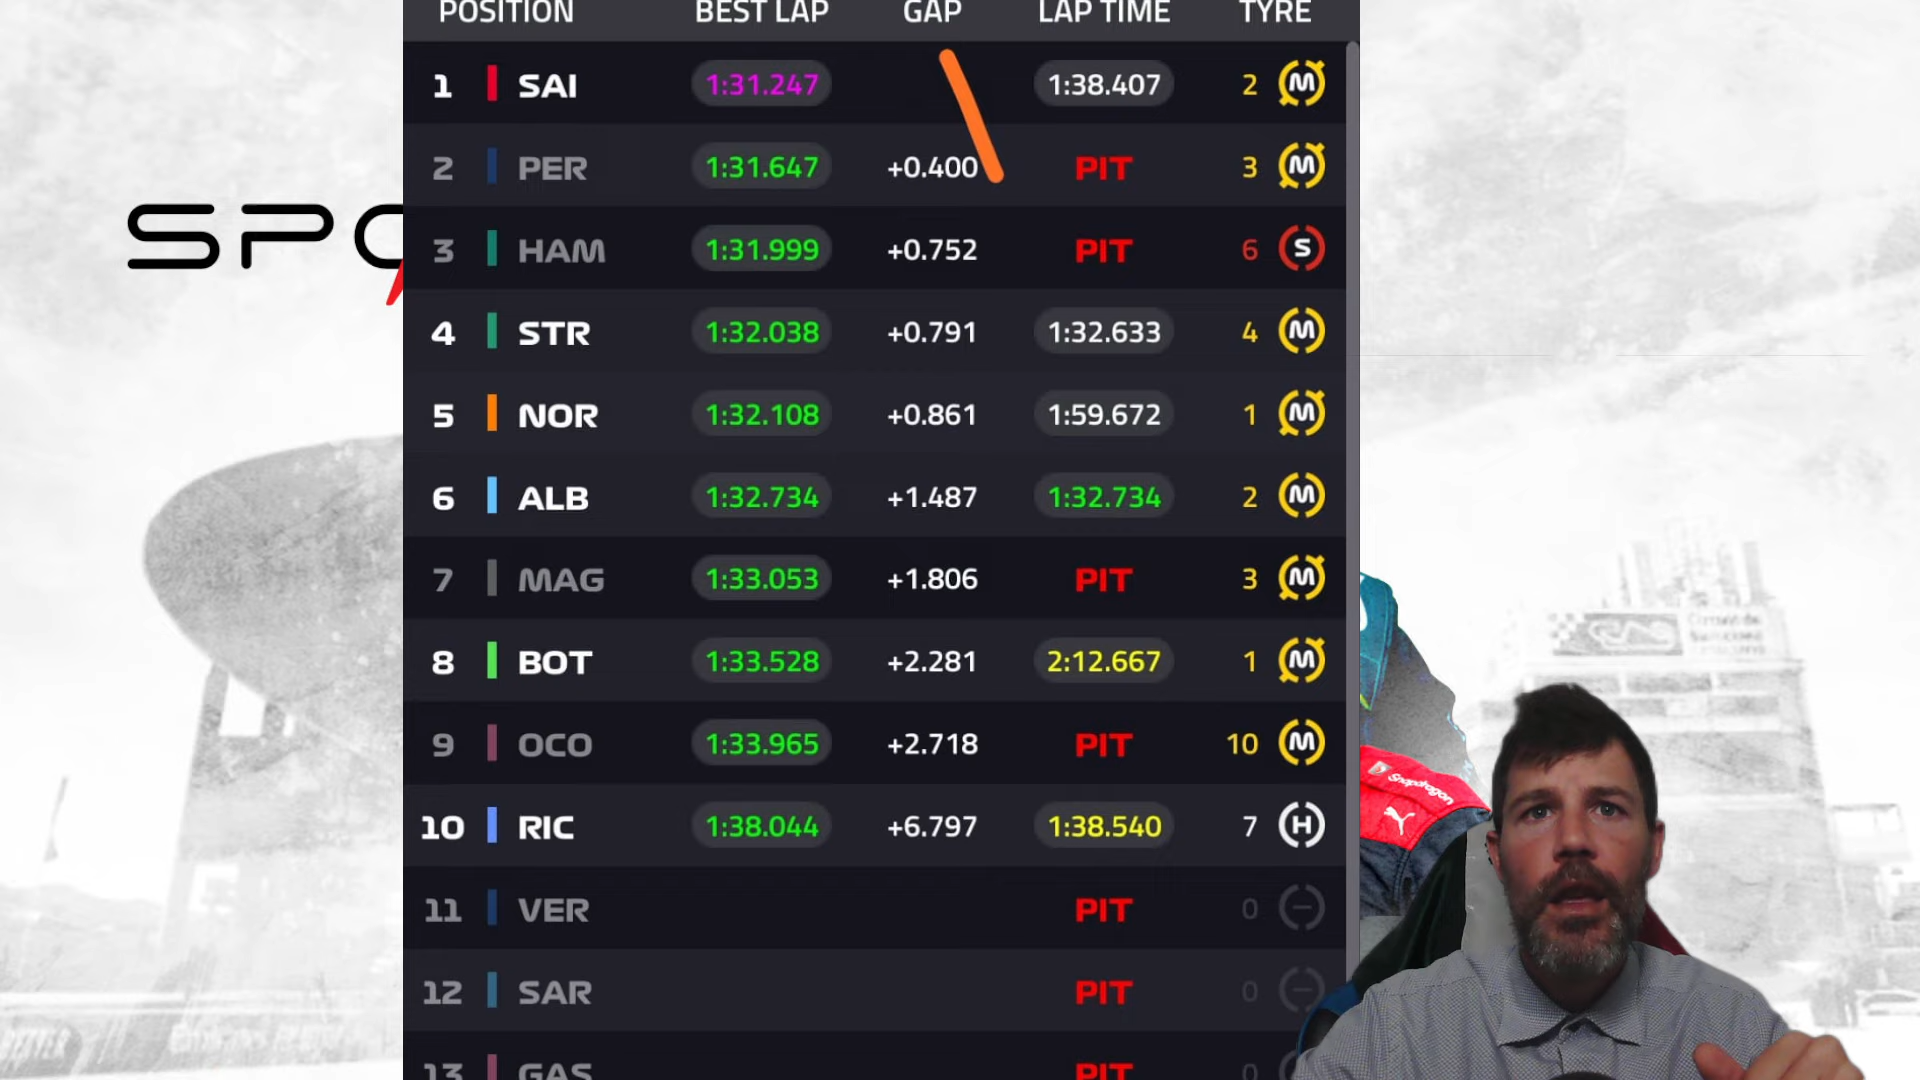 POSITION BEST LAP GAP LAP TIME TYRE
1 SAI 1:31.247 1:38.407 2 M
2 PER 1:31.647 +0.400 PIT 3 M
3 HAM 1:31.999 +0.752 PIT 6 S
4 STR 1:32.038 +0.791 1:32.633 4 M
5 NOR 1:32.108 +0.861 1:59.672 1 M
6 ALB 1:32.734 +1.487 1:32.734 2 M
7 MAG 1:33.053 +1.806 PIT 3 M
8 BOT 1:33.528 +2.281 2:12.667 1 M
9 OCO 1:33.965 +2.718 PIT 10 M
10 RIC 1:38.044 +6.797 1:38.540 7 H
11 VER PIT 0
12 SAR PIT 0
13 GAS PIT 0
SPO
Snapdragon